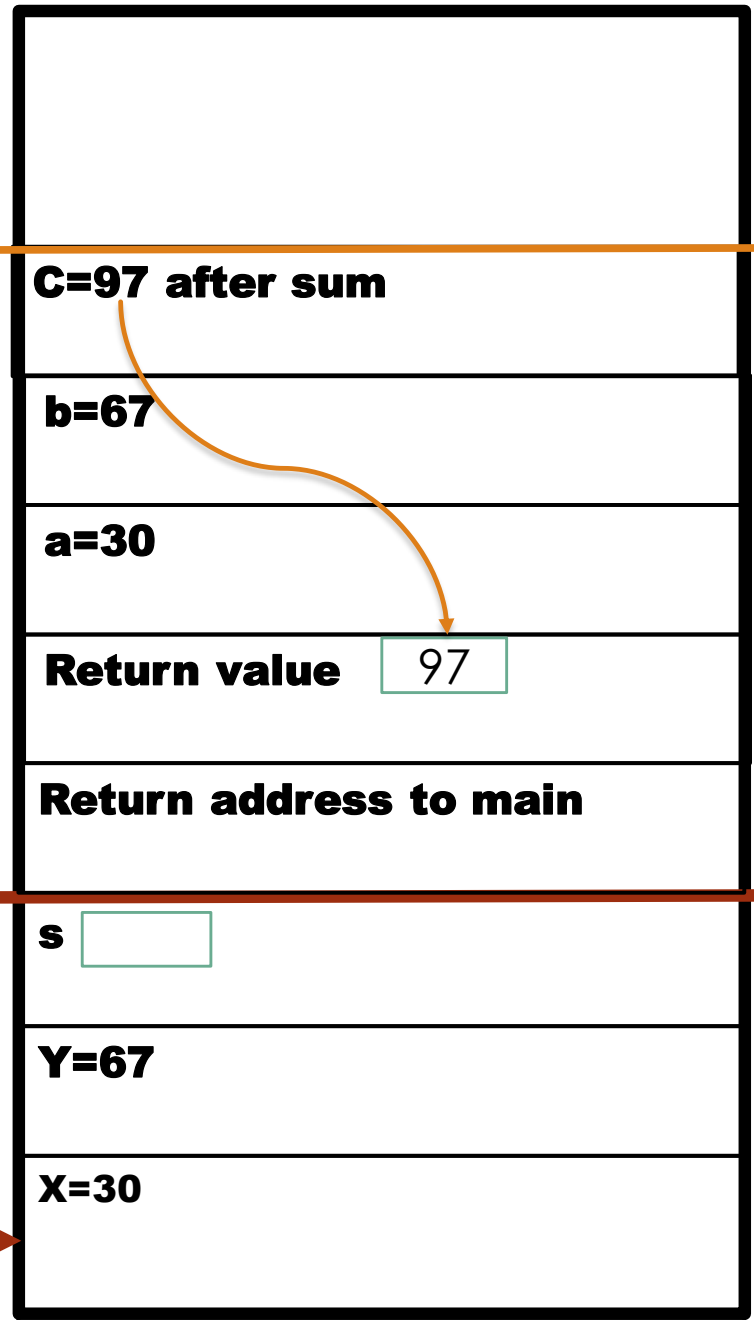 C=97 after sum
b=67
a=30
Return value 97
Return address to main
s
Y=67
X=30